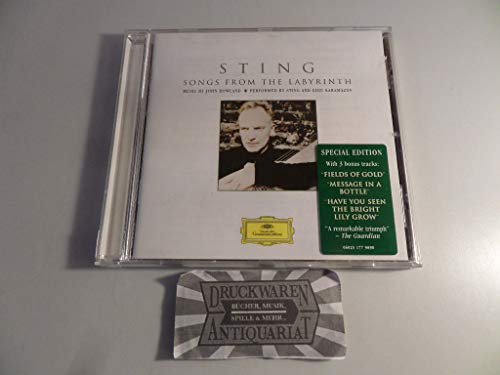 STING
SONGS FROM THE LABYRINTH
MUSIC BY JOHN DOWLAND ■ PERFORMED BY STING AND EDIN KARAMAZOV
SPECIAL EDITION
With 3 bonus tracks:
"FIELDS OF GOLD"
"MESSAGE IN A
BOTTLE"
"HAVE YOU SEEN
THE BRIGHT
LILY GROW"
"A remarkable triumph"
– The Guardian
Deutsche
Grammophon
DRUCKWAREN
BÜCHER, MUSIK,
SPIELE & MEHR...
ANTIQUARIAT